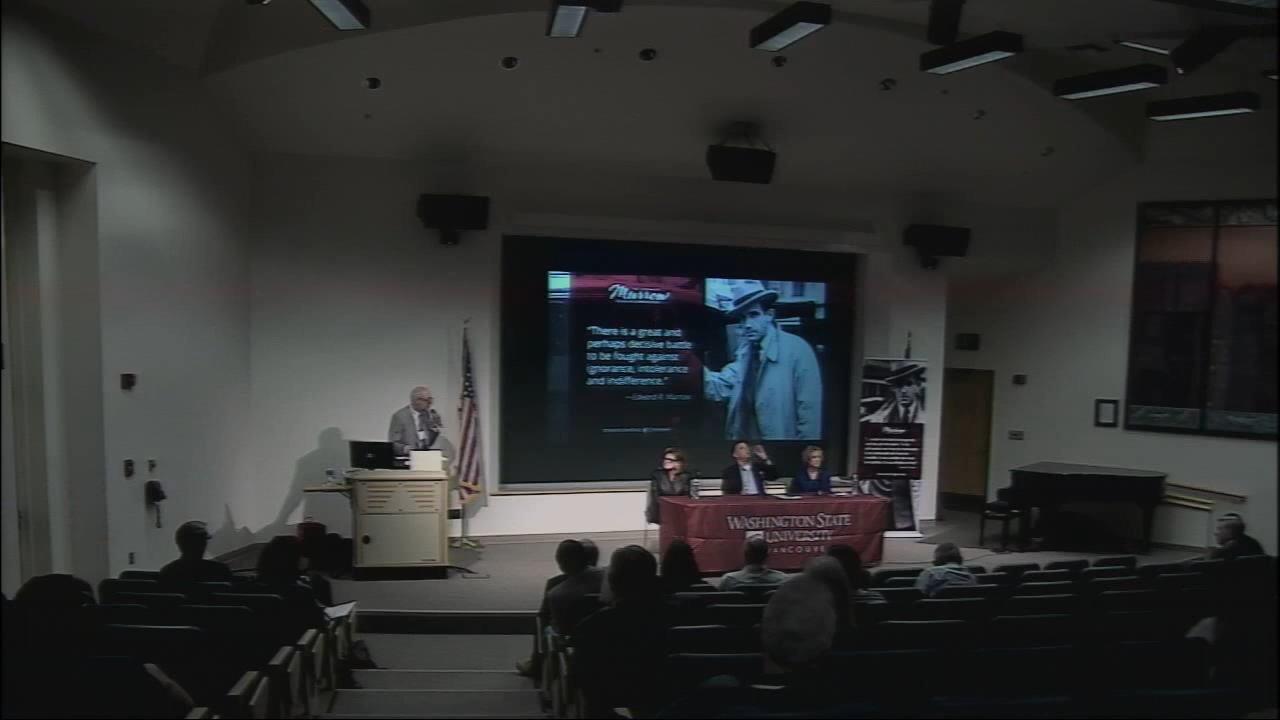 Murrow
"There is a great and
perhaps decisive battle
to be fought against
ignorance, intolerance
and indifference."
—Edward R. Murrow
Murrow
WASHINGTON STATE
UNIVERSITY
VANCOUVER